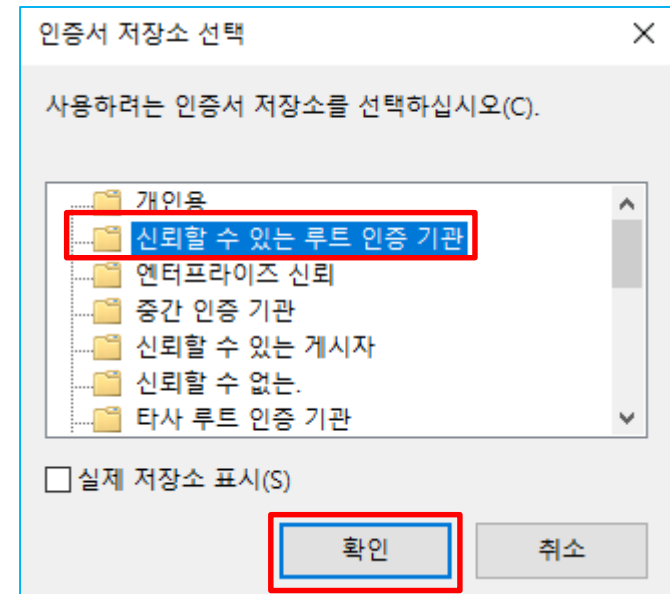 인증서 저장소 선택
사용하려는 인증서 저장소를 선택하십시오(C).
개인용
신뢰할 수 있는 루트 인증 기관
엔터프라이즈 신뢰
중간 인증 기관
신뢰할 수 있는 게시자
신뢰할 수 없는.
타사 루트 인증 기관
실제 저장소 표시(S)
확인
취소